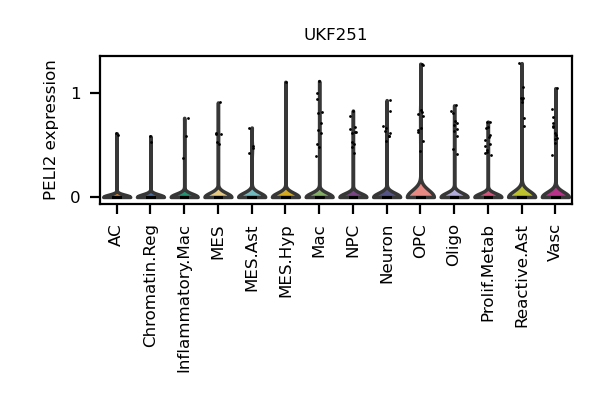 UKF251
PELI2 expression
1
0
AC
Chromatin.Reg
Inflammatory.Mac
MES
MES.Ast
MES.Hyp
Mac
NPC
Neuron
OPC
Oligo
Prolif.Metab
Reactive.Ast
Vasc